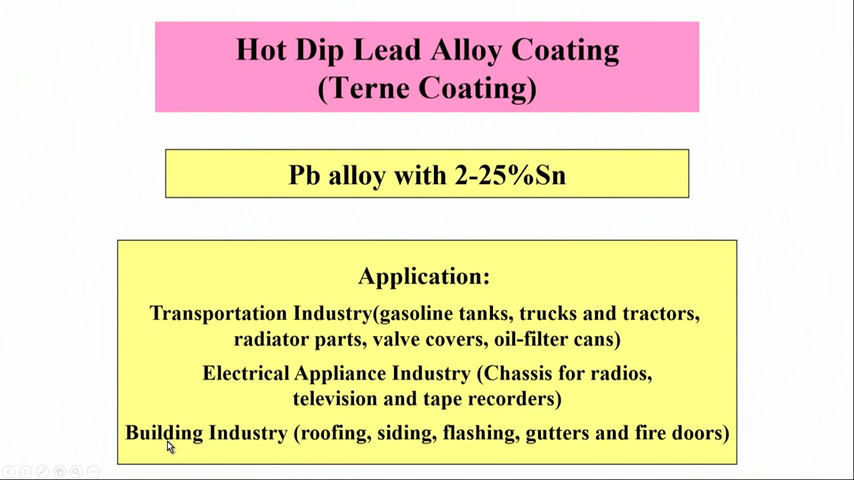 Hot Dip Lead Alloy Coating
(Terne Coating)
Pb alloy with 2-25%Sn
Application:
Transportation Industry(gasoline tanks, trucks and tractors,
radiator parts, valve covers, oil-filter cans)
Electrical Appliance Industry (Chassis for radios,
television and tape recorders)
Building Industry (roofing, siding, flashing, gutters and fire doors)